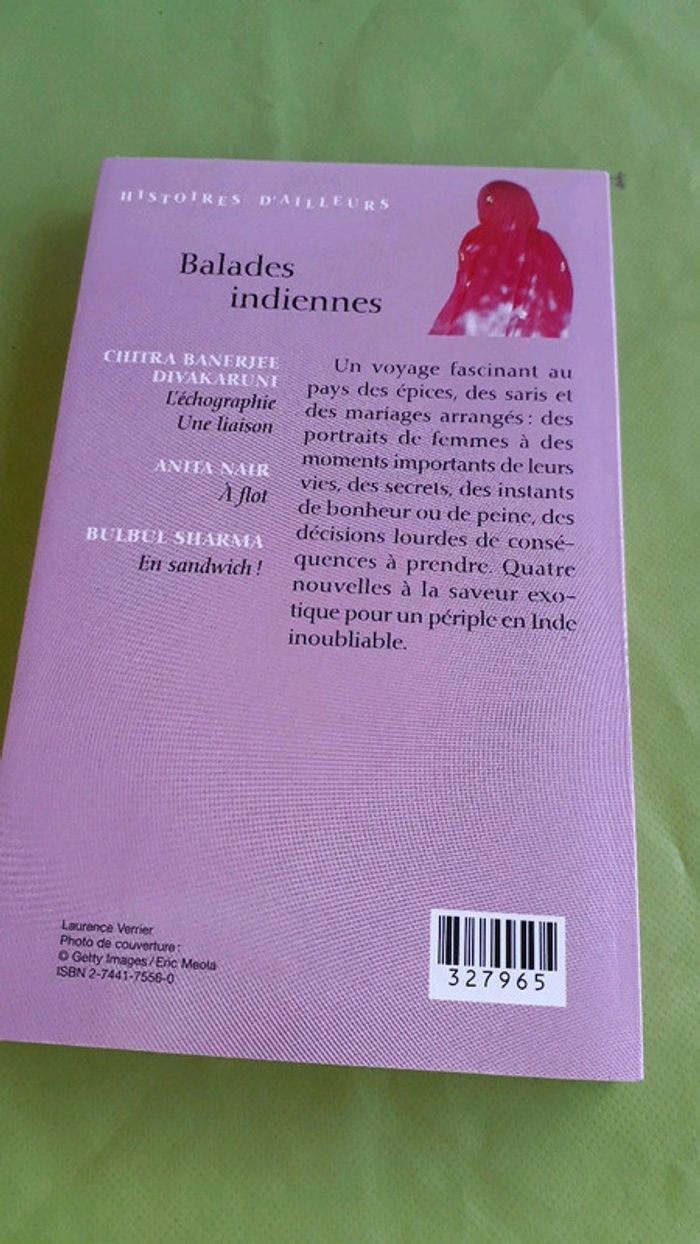 HISTOIRES D'AILLEURS
Balades
indiennes
CHITRA BANERJEE
DIVAKARUNI
L'échographie
Une liaison
ANITA NAIR
À flot
BULBUL SHARMA
En sandwich !
Un voyage fascinant au
pays des épices, des saris et
des mariages arrangés : des
portraits de femmes à des
moments importants de leurs
vies, des secrets, des instants
de bonheur ou de peine, des
décisions lourdes de consé-
quences à prendre. Quatre
nouvelles à la saveur exo-
tique pour un périple en Inde
inoubliable.
Laurence Verrier
Photo de couverture :
© Getty Images / Eric Meola
ISBN 2-7441-7556-0
327965